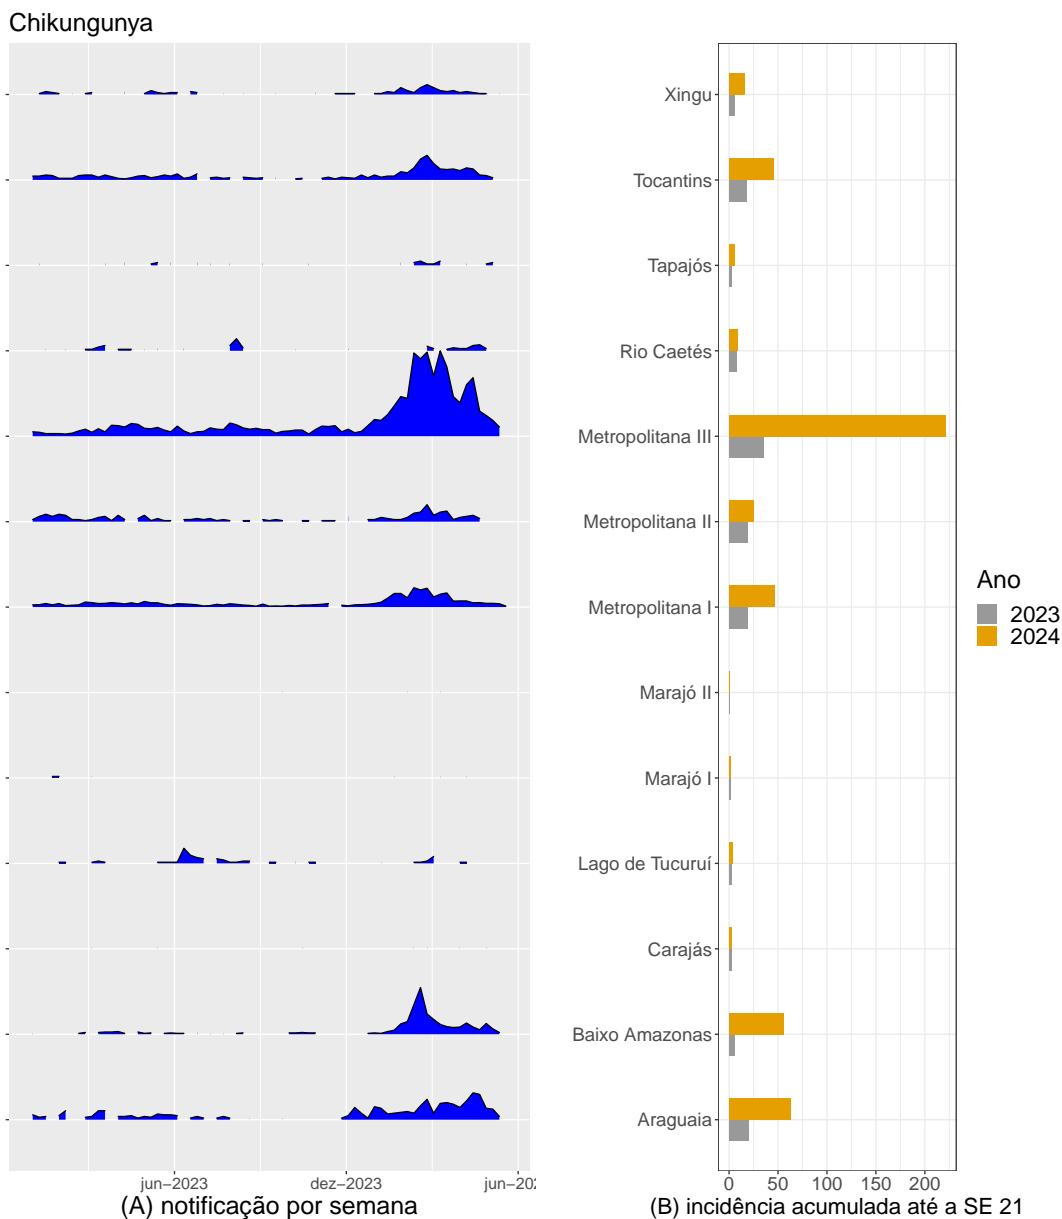 Chikungunya
Xingu
Tocantins
Tapajós
Rio Caetés
Metropolitana III
Metropolitana II
Metropolitana I
Marajó II
Marajó I
Lago de Tucuruí
Carajás
Baixo Amazonas
Araguaia
Ano
2023
2024
jun–2023 dez–2023 jun–202
0 50 100 150 200
(A) notificação por semana
(B) incidência acumulada até a SE 21